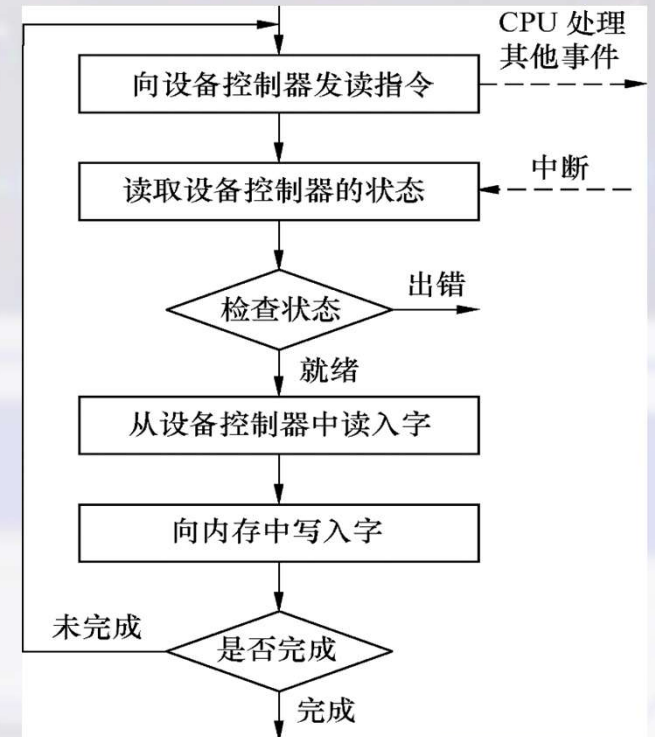 CPU 处理
其他事件
向设备控制器发读指令
中断
读取设备控制器的状态
出错
检查状态
就绪
从设备控制器中读入字
向内存中写入字
未完成
是否完成
完成